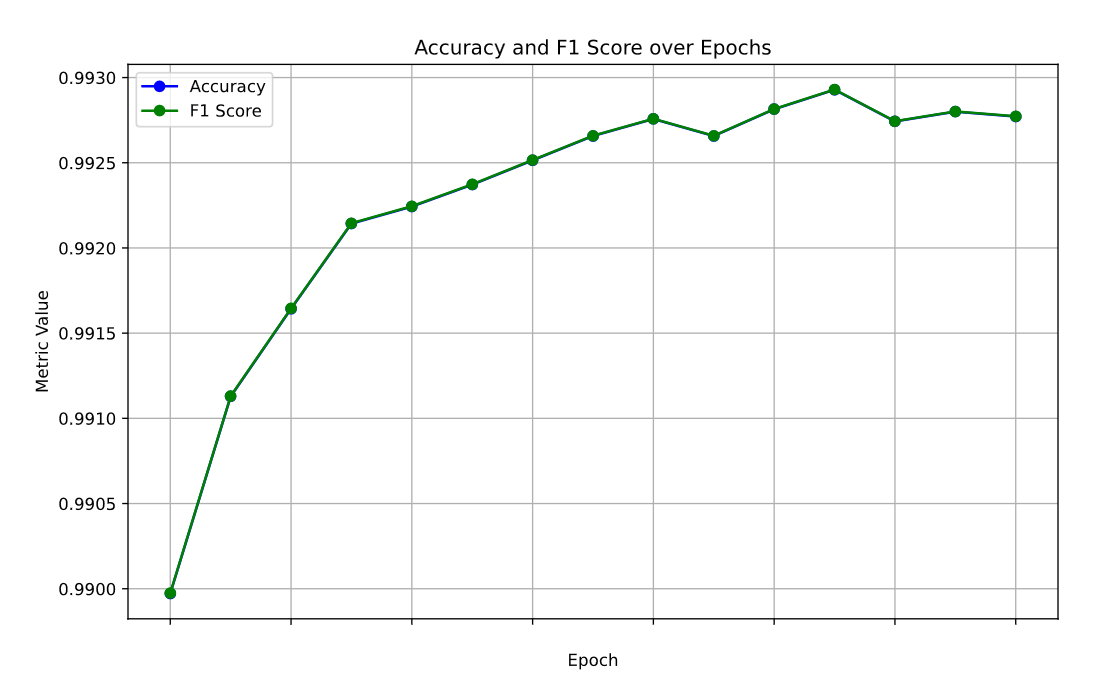 Accuracy and F1 Score over Epochs
Accuracy
F1 Score
0.9930
0.9925
0.9920
0.9915
0.9910
0.9905
0.9900
Metric Value
Epoch